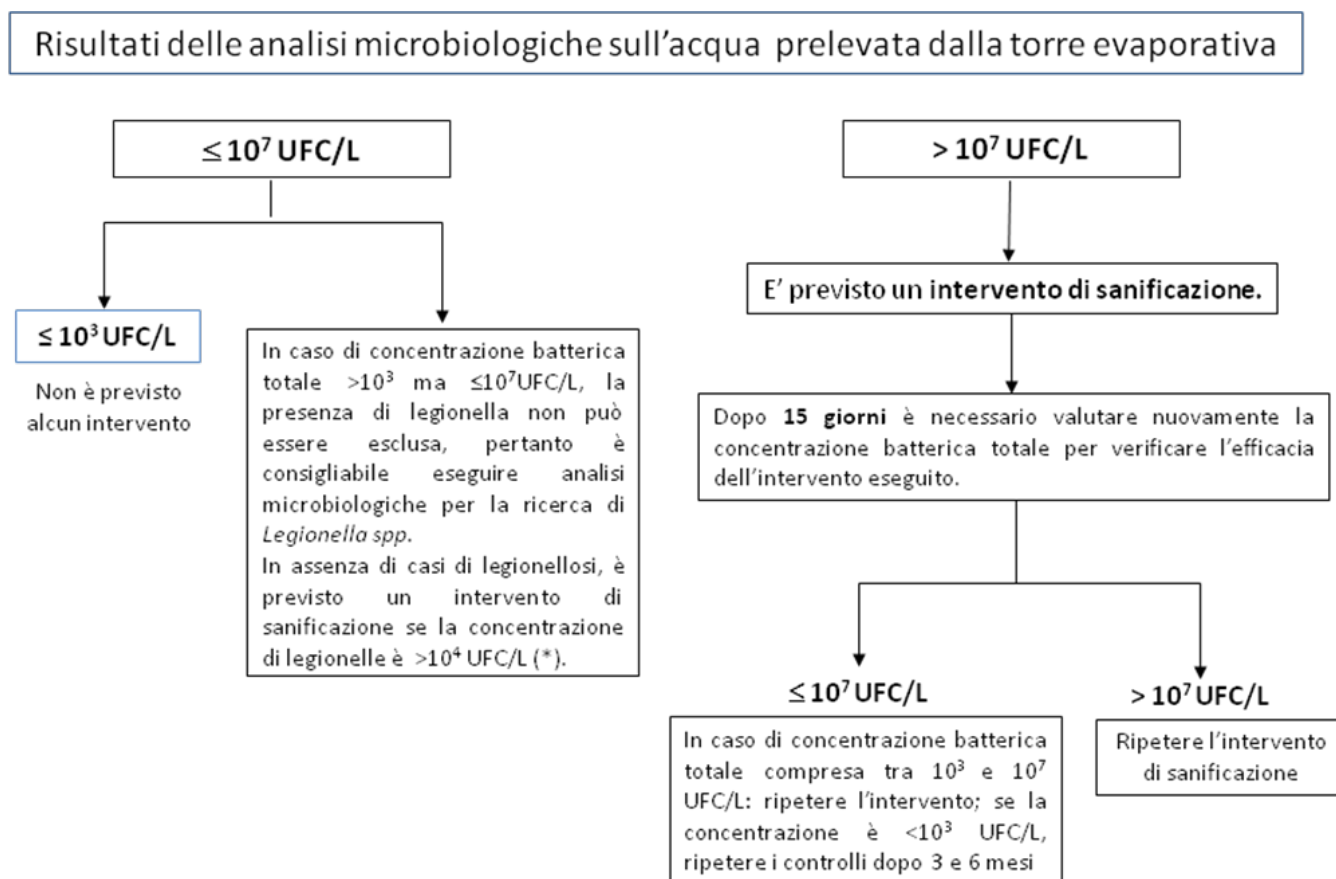 Risultati delle analisi microbiologiche sull’acqua prelevata dalla torre evaporativa
≤ 10⁷ UFC/L
> 10⁷ UFC/L
≤ 10³ UFC/L
Non è previsto
alcun intervento
In caso di concentrazione batterica
totale >10³ ma ≤10⁷UFC/L, la
presenza di legionella non può
essere esclusa, pertanto è
consigliabile eseguire analisi
microbiologiche per la ricerca di
Legionella spp.
In assenza di casi di legionellosi, è
previsto un intervento di
sanificazione se la concentrazione
di legionelle è >10⁴ UFC/L (*).
E’ previsto un intervento di sanificazione.
Dopo 15 giorni è necessario valutare nuovamente la
concentrazione batterica totale per verificare l’efficacia
dell’intervento eseguito.
≤ 10⁷ UFC/L
In caso di concentrazione batterica
totale compresa tra 10³ e 10⁷
UFC/L: ripetere l’intervento; se la
concentrazione è <10³ UFC/L,
ripetere i controlli dopo 3 e 6 mesi
> 10⁷ UFC/L
Ripetere l’intervento
di sanificazione